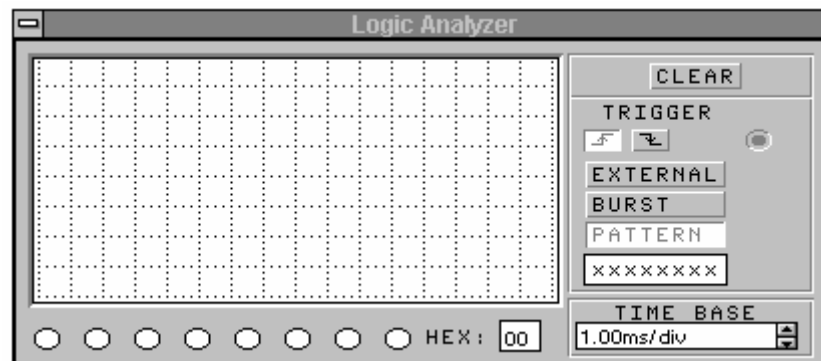 Logic Analyzer
CLEAR
TRIGGER
EXTERNAL
BURST
PATTERN
xxxxxxxx
HEX: 00
TIME BASE
1.00ms/div